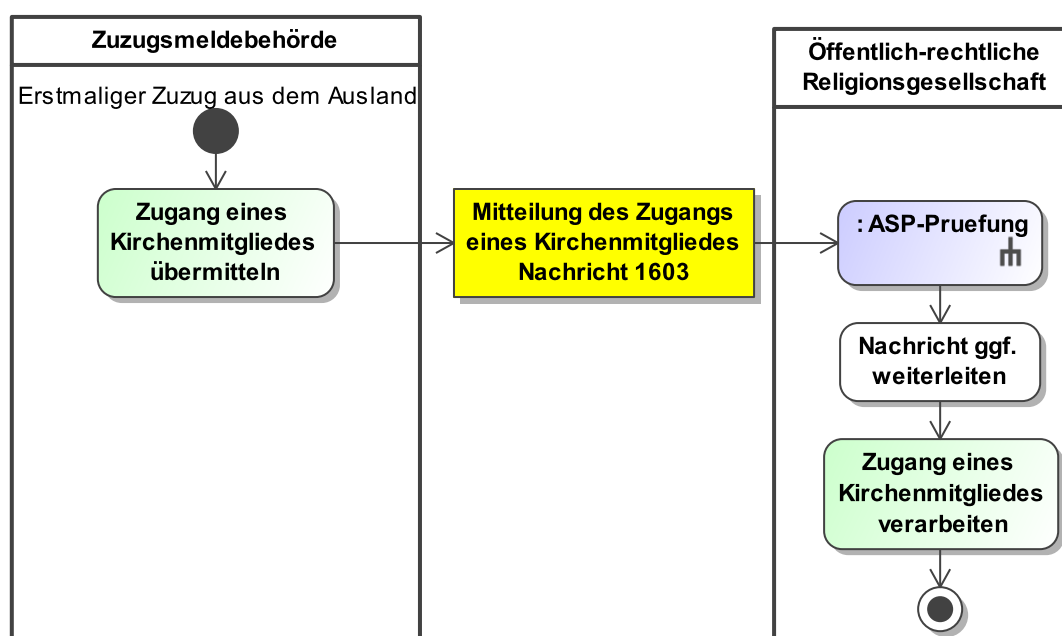 Zuzugsmeldebehörde
Erstmaliger Zuzug aus dem Ausland
Zugang eines
Kirchenmitgliedes
übermitteln
Mitteilung des Zugangs
eines Kirchenmitgliedes
Nachricht 1603
Öffentlich-rechtliche
Religionsgesellschaft
: ASP-Pruefung
Nachricht ggf.
weiterleiten
Zugang eines
Kirchenmitgliedes
verarbeiten